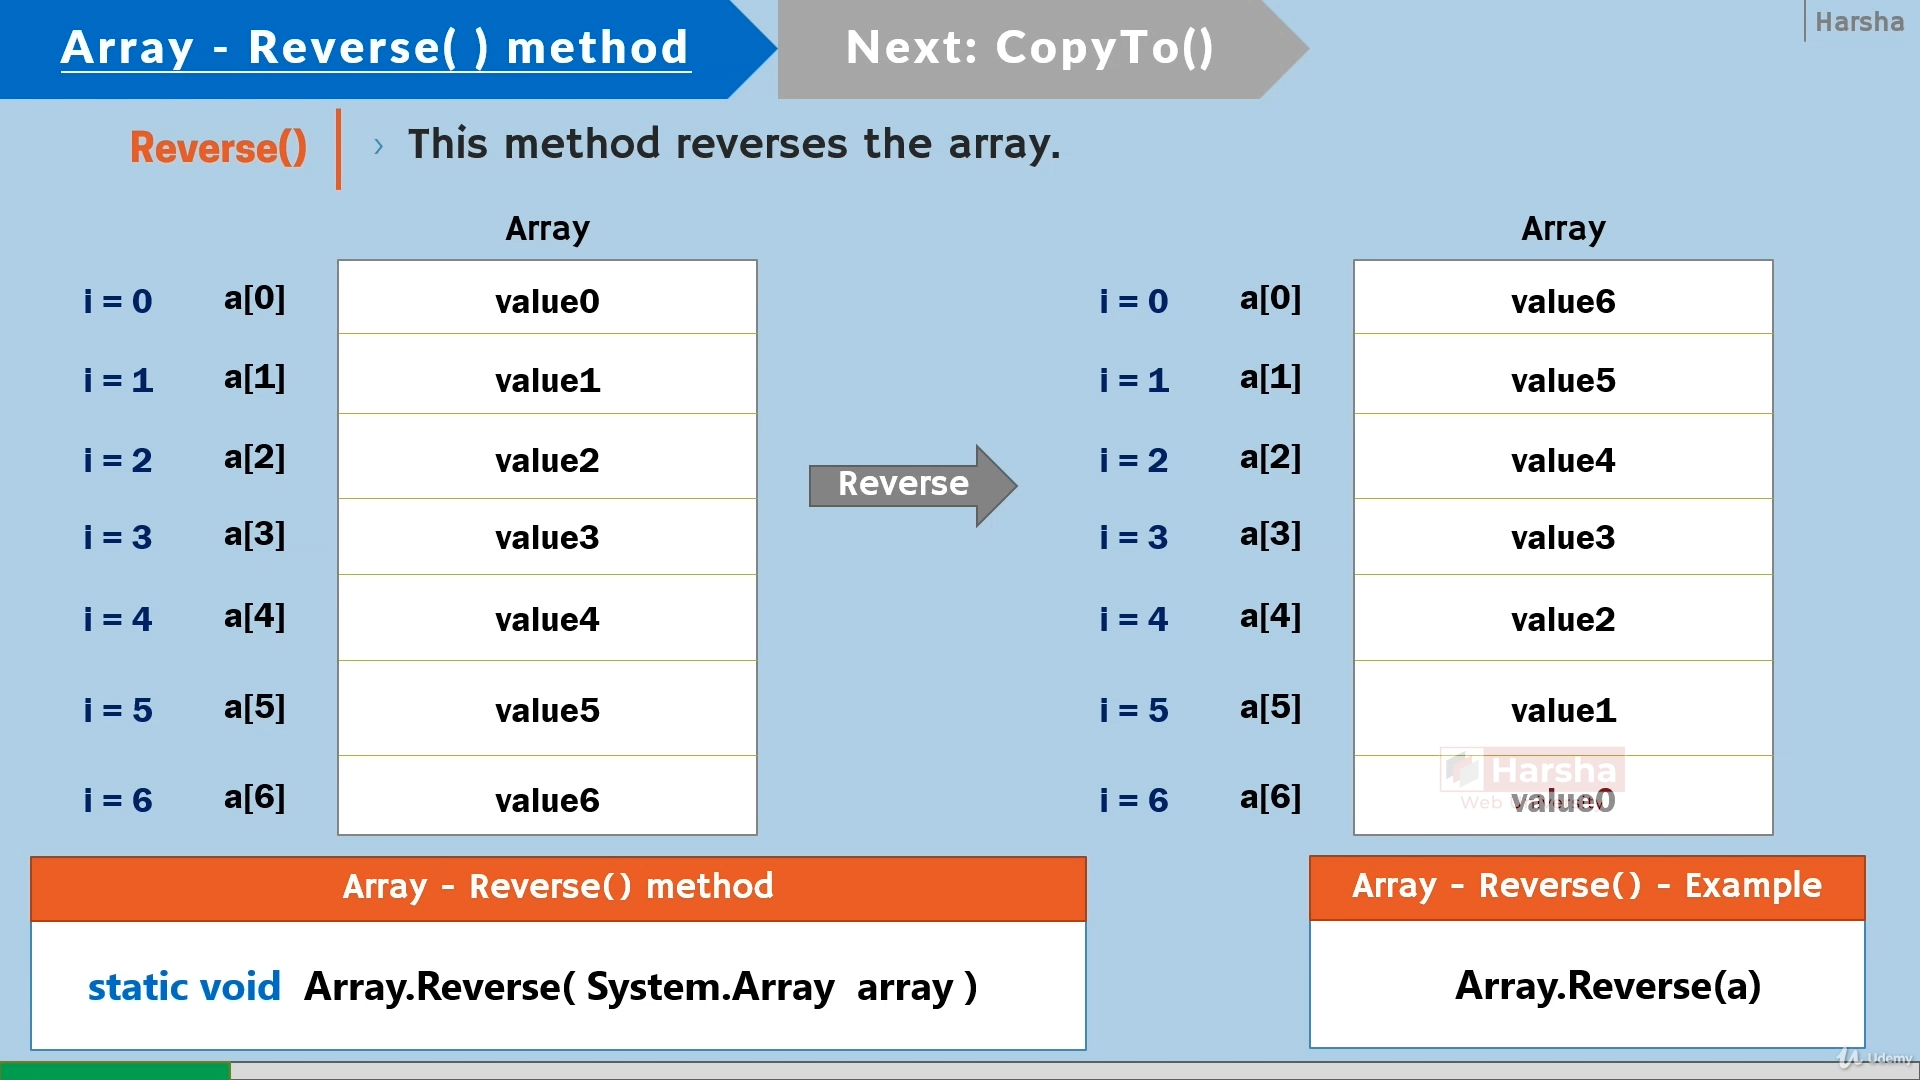 Array - Reverse( ) method
Next: CopyTo()
Harsha
Reverse()
› This method reverses the array.
Array
Array
i = 0 a[0] value0
i = 0 a[0] value6
i = 1 a[1] value1
i = 1 a[1] value5
i = 2 a[2] value2
i = 2 a[2] value4
Reverse
i = 3 a[3] value3
i = 3 a[3] value3
i = 4 a[4] value4
i = 4 a[4] value2
i = 5 a[5] value5
i = 5 a[5] value1
Harsha
Web University
i = 6 a[6] value6
i = 6 a[6] value0
Array - Reverse() method
static void Array.Reverse( System.Array array )
Array - Reverse() - Example
Array.Reverse(a)
Udemy